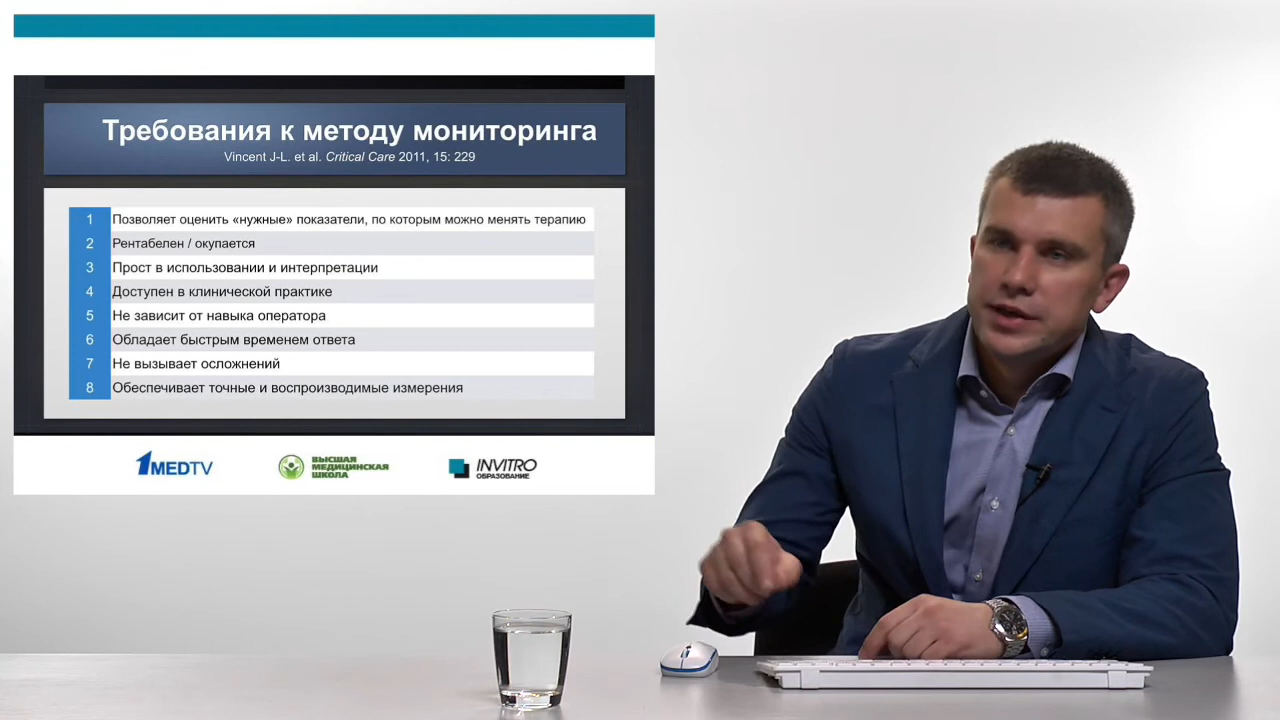 Требования к методу мониторинга
Vincent J-L. et al. Critical Care 2011, 15: 229
1 Позволяет оценить «нужные» показатели, по которым можно менять терапию
2 Рентабелен / окупается
3 Прост в использовании и интерпретации
4 Доступен в клинической практике
5 Не зависит от навыка оператора
6 Обладает быстрым временем ответа
7 Не вызывает осложнений
8 Обеспечивает точные и воспроизводимые измерения
1MEDTV
ВЫСШАЯ
МЕДИЦИНСКАЯ
ШКОЛА
INVITRO
ОБРАЗОВАНИЕ